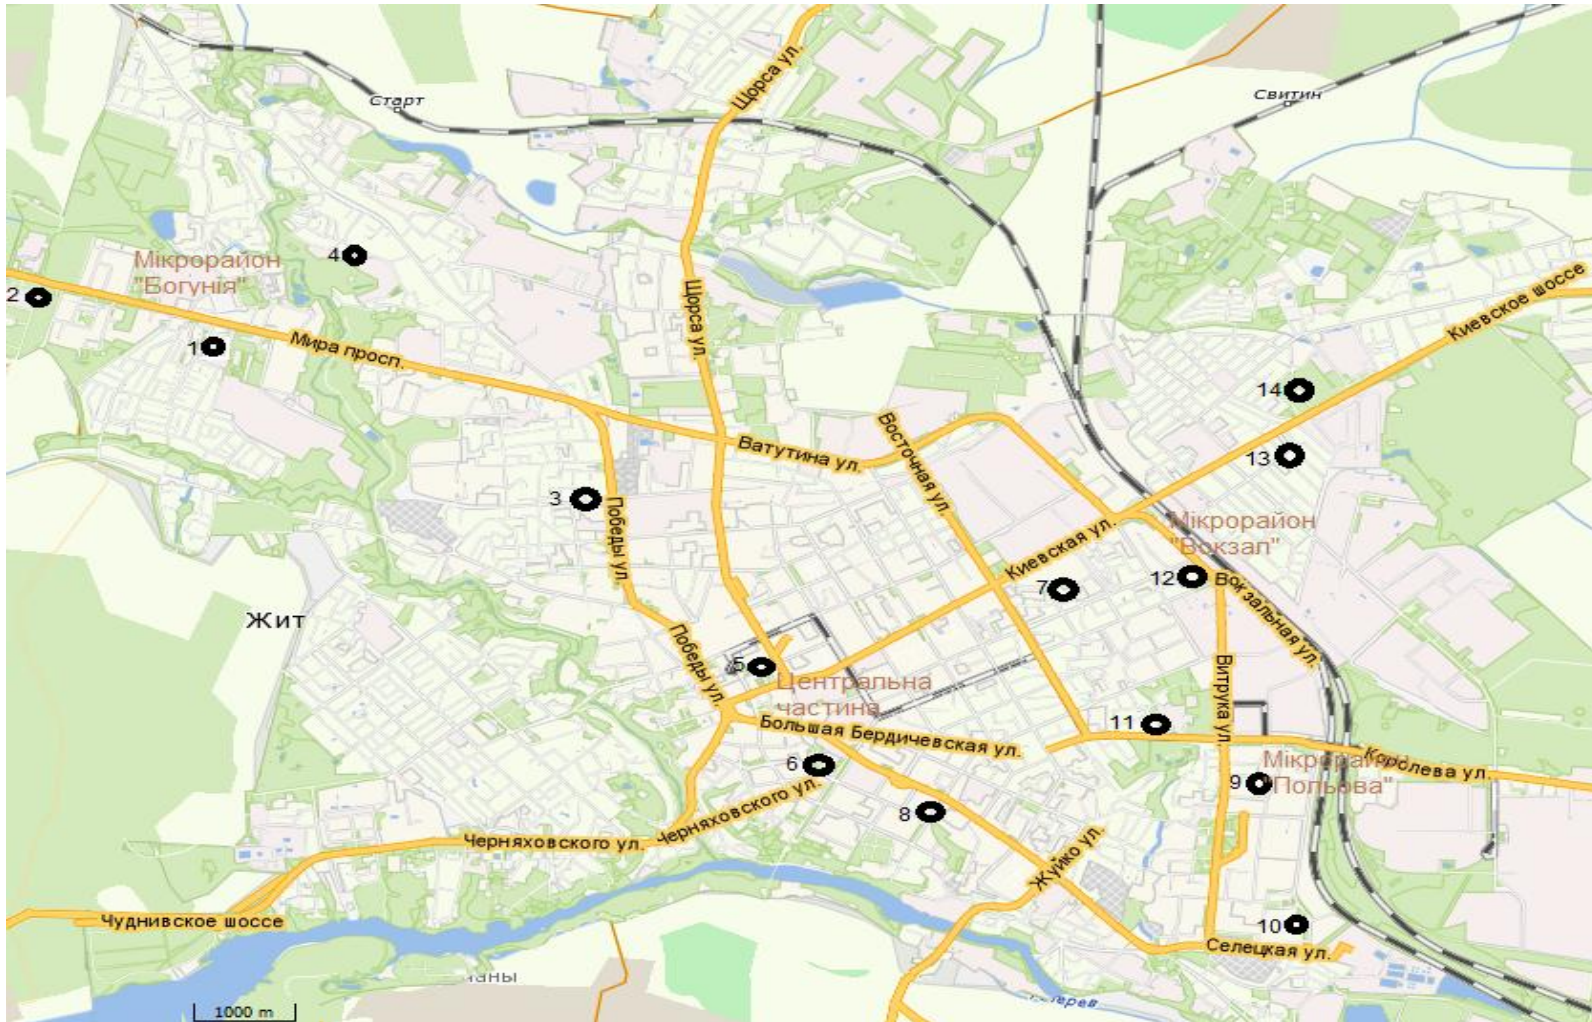 Щорса ул.
Старт
Свитин
4
Мікрорайон
"Богунія"
2
1
Мира просп.
Щорса ул.
Киевское шоссе
14
Восточная ул.
Ватутина ул.
13
3
Победы ул.
Киевская ул.
Мікрорайон
"Вокзал"
7
12
Вокзальная ул.
Жит
Победы ул.
5
Центральна
частина
Витрука ул.
11
Большая Бердичевская ул.
Королева ул.
6
Мікрорайон
9
"Польова"
Черняховского ул.
8
Черняховского ул.
Жуйко ул.
Чуднивское шоссе
10
Селецкая ул.
1000 m